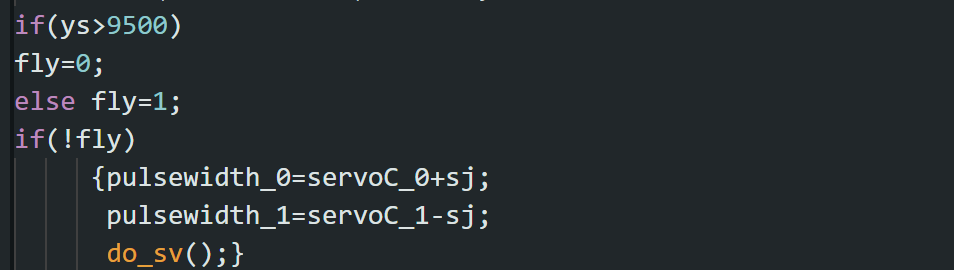 if(ys>9500)
fly=0;
else fly=1;
if(!fly)
{pulsewidth_0=servoC_0+sj;
pulsewidth_1=servoC_1-sj;
do_sv();}